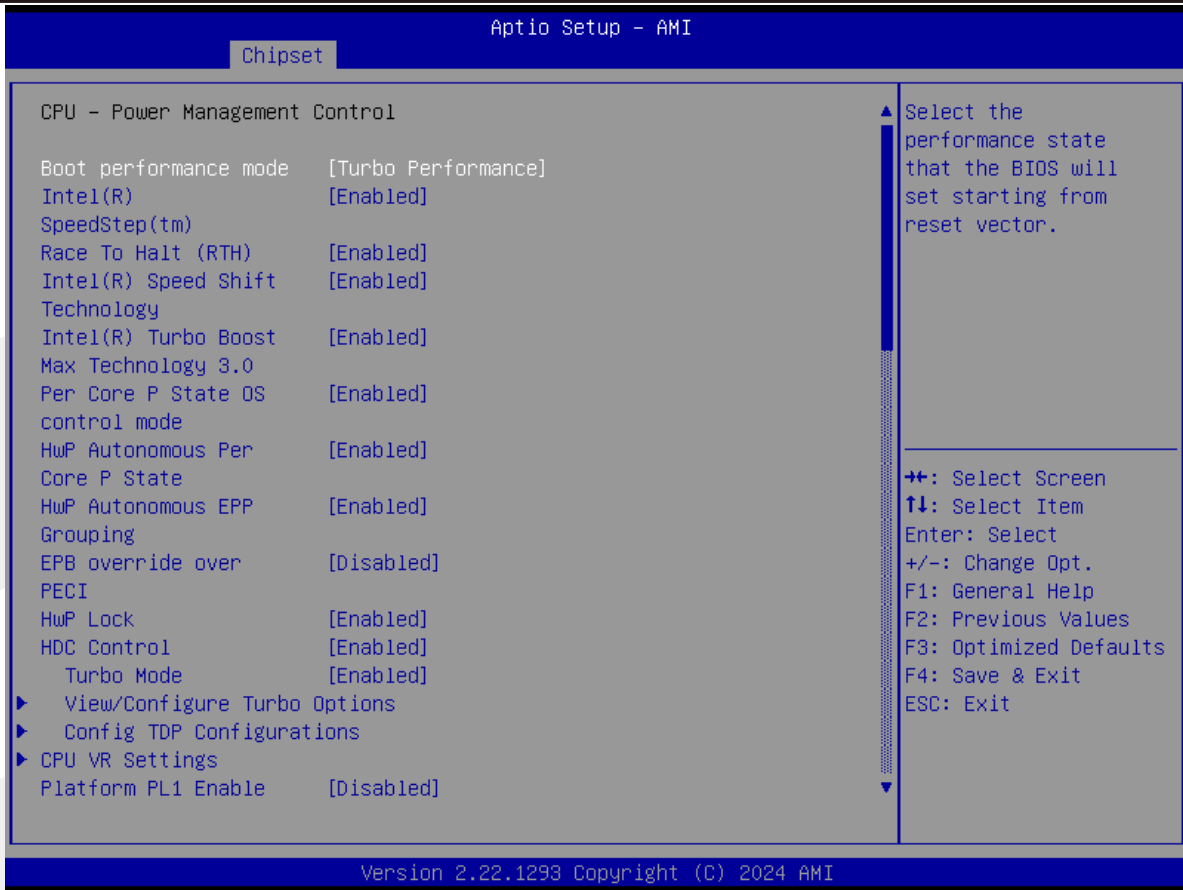 Aptio Setup – AMI
Chipset
CPU – Power Management Control
Boot performance mode [Turbo Performance]
Intel(R) [Enabled]
SpeedStep(tm)
Race To Halt (RTH) [Enabled]
Intel(R) Speed Shift [Enabled]
Technology
Intel(R) Turbo Boost [Enabled]
Max Technology 3.0
Per Core P State OS [Enabled]
control mode
HwP Autonomous Per [Enabled]
Core P State
HwP Autonomous EPP [Enabled]
Grouping
EPB override over [Disabled]
PECI
HwP Lock [Enabled]
HDC Control [Enabled]
Turbo Mode [Enabled]
View/Configure Turbo Options
Config TDP Configurations
CPU VR Settings
Platform PL1 Enable [Disabled]
Select the
performance state
that the BIOS will
set starting from
reset vector.
→←: Select Screen
↑↓: Select Item
Enter: Select
+/-: Change Opt.
F1: General Help
F2: Previous Values
F3: Optimized Defaults
F4: Save & Exit
ESC: Exit
Version 2.22.1293 Copyright (C) 2024 AMI